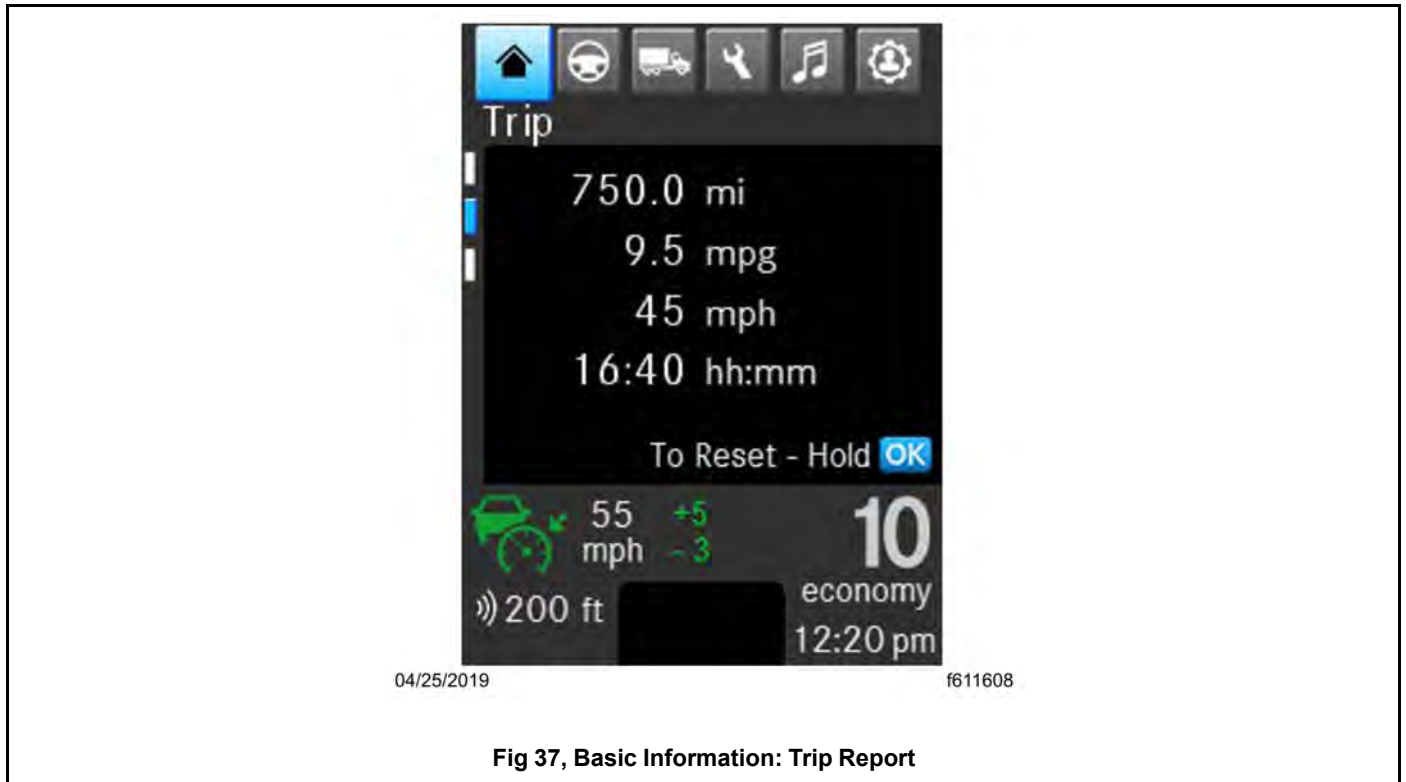 Trip
750.0 mi
9.5 mpg
45 mph
16:40 hh:mm
To Reset - Hold OK
55 +5
mph - 3
10
economy
200 ft
12:20 pm
04/25/2019 f611608
Fig 37, Basic Information: Trip Report